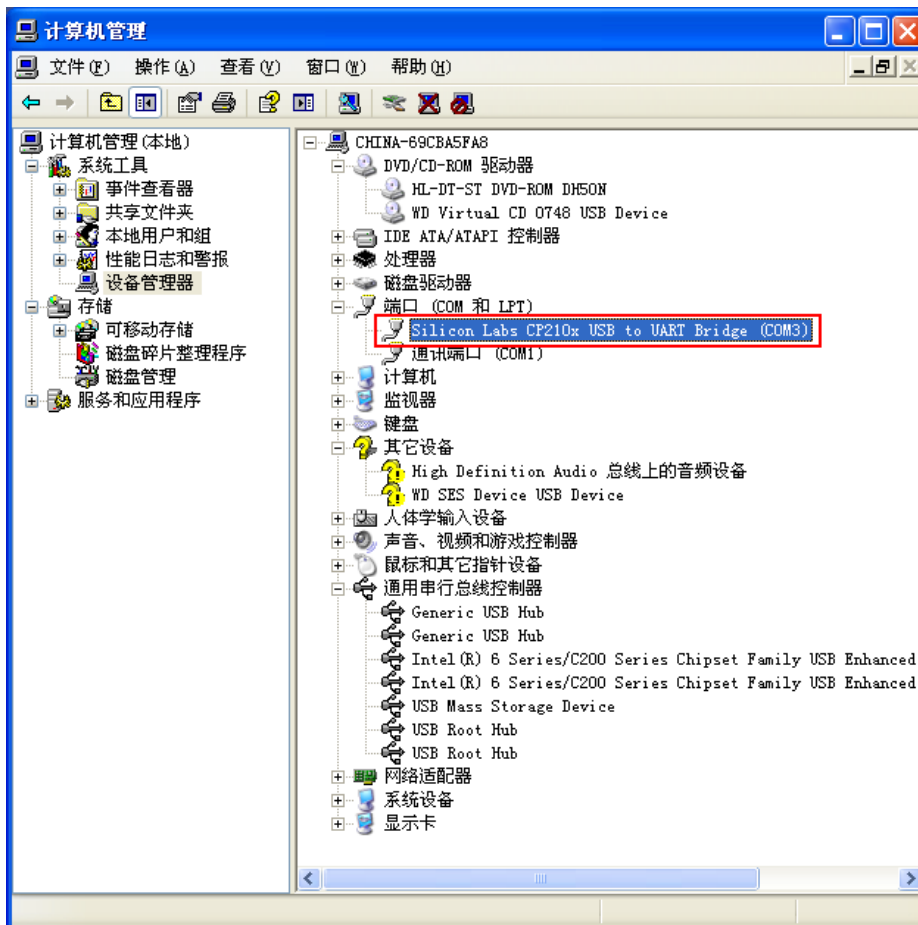 计算机管理
文件(F) 操作(A) 查看(V) 窗口(W) 帮助(H)
计算机管理(本地)
系统工具
事件查看器
共享文件夹
本地用户和组
性能日志和警报
设备管理器
存储
可移动存储
磁盘碎片整理程序
磁盘管理
服务和应用程序
CHINA-69CBA5FA8
DVD/CD-ROM 驱动器
HL-DT-ST DVD-ROM DH50N
WD Virtual CD 0748 USB Device
IDE ATA/ATAPI 控制器
处理器
磁盘驱动器
端口 (COM 和 LPT)
Silicon Labs CP210x USB to UART Bridge (COM3)
通讯端口 (COM1)
计算机
监视器
键盘
其它设备
High Definition Audio 总线上的音频设备
WD SES Device USB Device
人体学输入设备
声音、视频和游戏控制器
鼠标和其它指针设备
通用串行总线控制器
Generic USB Hub
Generic USB Hub
Intel(R) 6 Series/C200 Series Chipset Family USB Enhanced
Intel(R) 6 Series/C200 Series Chipset Family USB Enhanced
USB Mass Storage Device
USB Root Hub
USB Root Hub
网络适配器
系统设备
显示卡